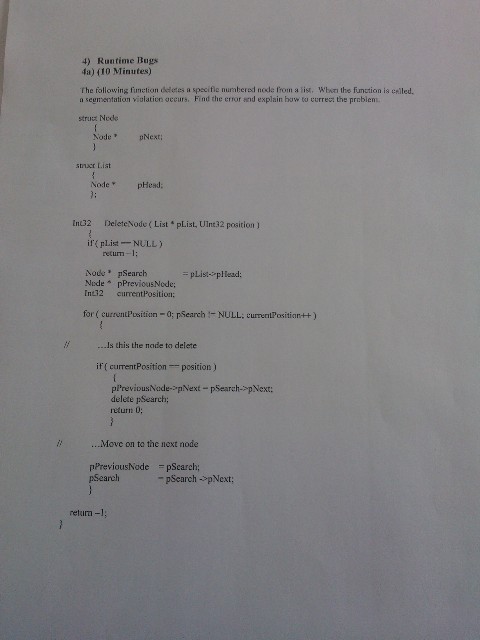 4) Runtime Bugs
4a) (10 Minutes)
The following function deletes a specific numbered node from a list. When the function is called,
a segmentation violation occurs. Find the error and explain how to correct the problem.
struct Node
{
Node * pNext;
}
struct List
{
Node * pHead;
};
Int32 DeleteNode ( List * pList, UInt32 position )
{
if ( pList == NULL )
return -1;
Node * pSearch = pList->pHead;
Node * pPreviousNode;
Int32 currentPosition;
for ( currentPosition = 0; pSearch != NULL; currentPosition++ )
{
// ...Is this the node to delete
if ( currentPosition == position )
{
pPreviousNode->pNext = pSearch->pNext;
delete pSearch;
return 0;
}
// ...Move on to the next node
pPreviousNode = pSearch;
pSearch = pSearch ->pNext;
}
return –1;
}